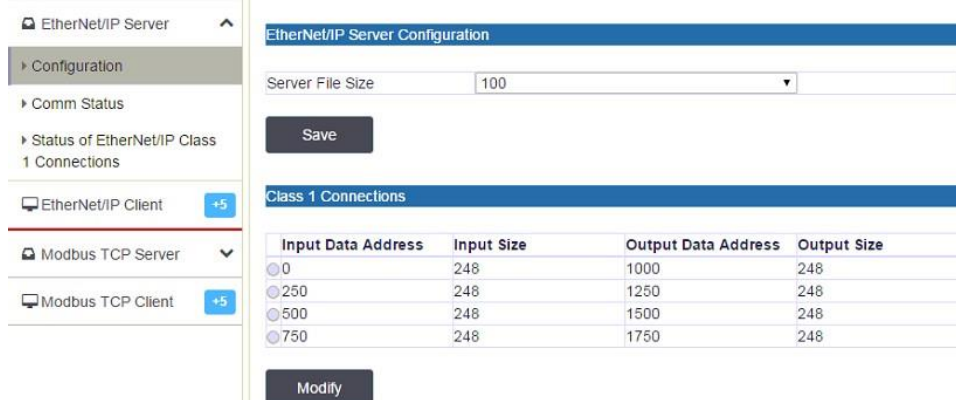 EtherNet/IP Server
Configuration
Comm Status
Status of EtherNet/IP Class
1 Connections
EtherNet/IP Client +5
Modbus TCP Server
Modbus TCP Client +5
EtherNet/IP Server Configuration
Server File Size 100
Save
Class 1 Connections
Input Data Address Input Size Output Data Address Output Size
0 248 1000 248
250 248 1250 248
500 248 1500 248
750 248 1750 248
Modify